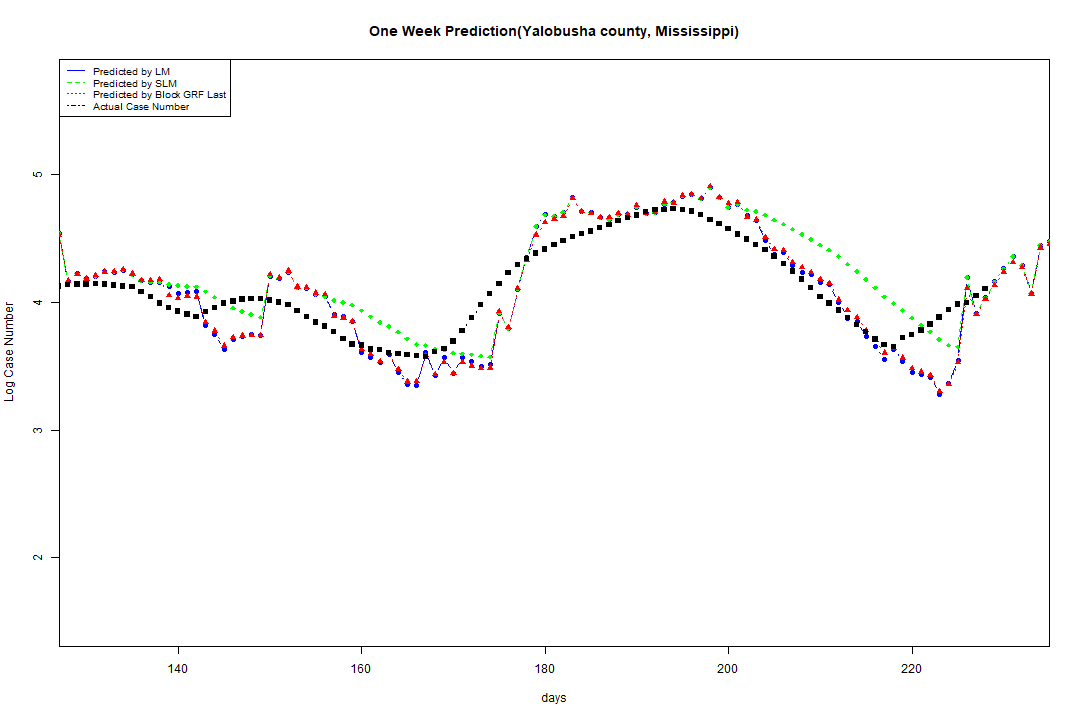 One Week Prediction(Yalobusha county, Mississippi)
Predicted by LM
Predicted by SLM
Predicted by Block GRF Last
Actual Case Number
5
4
3
2
Log Case Number
140 160 180 200 220
days